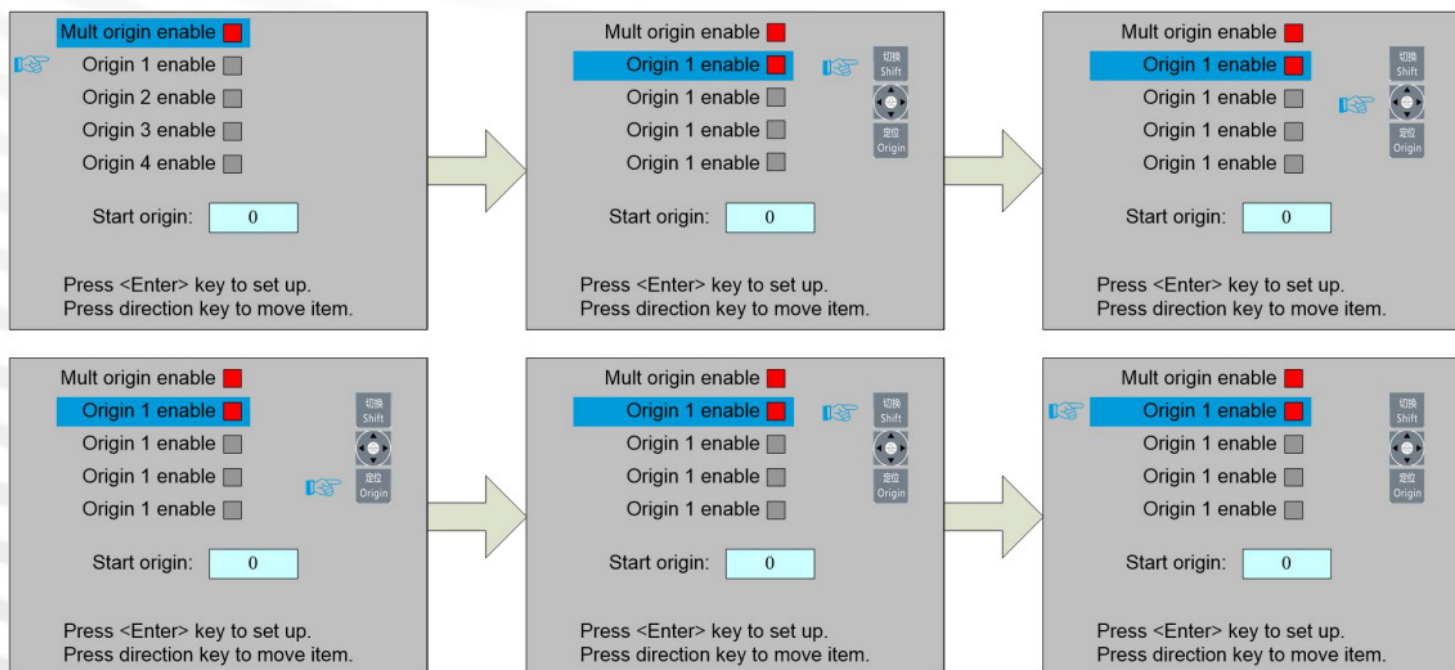 Mult origin enable
Origin 1 enable
Origin 2 enable
Origin 3 enable
Origin 4 enable
Start origin: 0
Press <Enter> key to set up.
Press direction key to move item.
Mult origin enable
Origin 1 enable
Origin 1 enable
Origin 1 enable
Origin 1 enable
切换
Shift
定位
Origin
Start origin: 0
Press <Enter> key to set up.
Press direction key to move item.
Mult origin enable
Origin 1 enable
Origin 1 enable
Origin 1 enable
Origin 1 enable
切换
Shift
定位
Origin
Start origin: 0
Press <Enter> key to set up.
Press direction key to move item.
Mult origin enable
Origin 1 enable
Origin 1 enable
Origin 1 enable
Origin 1 enable
切换
Shift
定位
Origin
Start origin: 0
Press <Enter> key to set up.
Press direction key to move item.
Mult origin enable
Origin 1 enable
Origin 1 enable
Origin 1 enable
Origin 1 enable
切换
Shift
定位
Origin
Start origin: 0
Press <Enter> key to set up.
Press direction key to move item.
Mult origin enable
Origin 1 enable
Origin 1 enable
Origin 1 enable
Origin 1 enable
切换
Shift
定位
Origin
Start origin: 0
Press <Enter> key to set up.
Press direction key to move item.